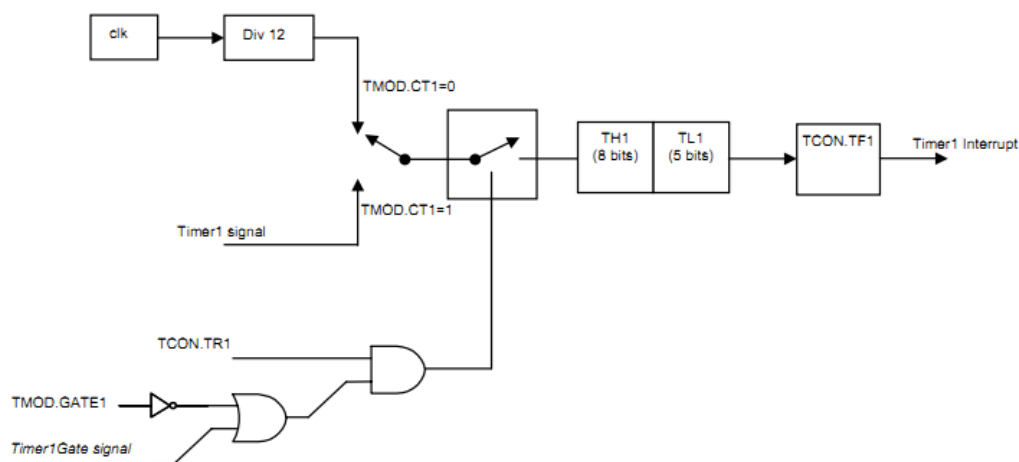 clk
Div 12
TMOD.CT1=0
TH1
(8 bits)
TL1
(5 bits)
TCON.TF1
Timer1 Interrupt
TMOD.CT1=1
Timer1 signal
TCON.TR1
TMOD.GATE1
Timer1Gate signal